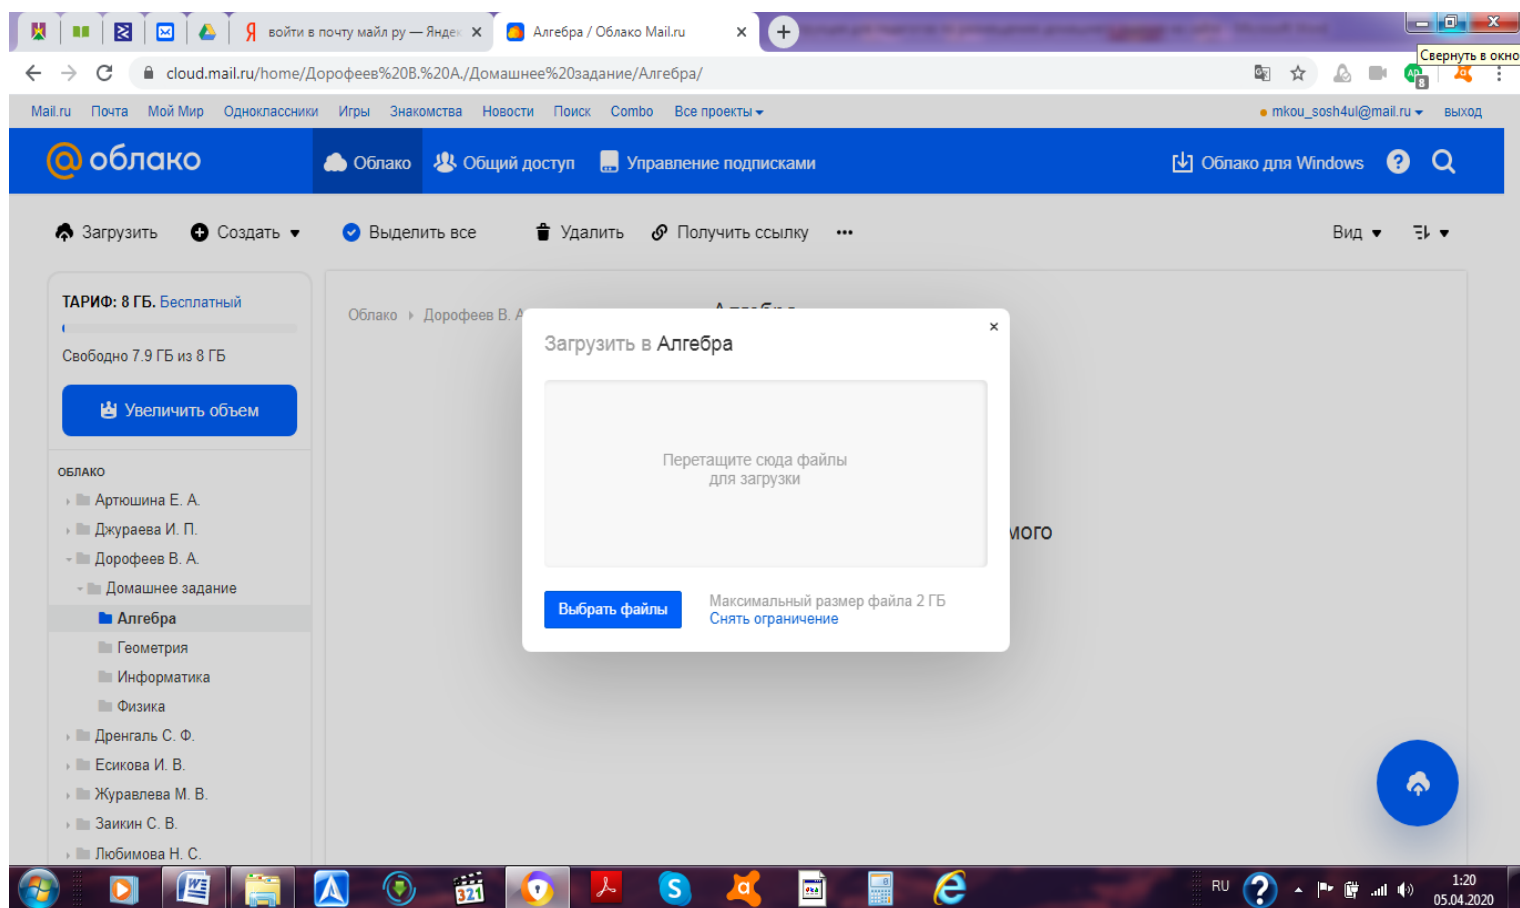 войти в почту майл ру — Яндек
Алгебра / Облако Mail.ru
Свернуть в окно
cloud.mail.ru/home/Дорофеев%20В.%20А./Домашнее%20задание/Алгебра/
8
Mail.ru Почта Мой Мир Одноклассники Игры Знакомства Новости Поиск Combo Все проекты
mkou_sosh4ul@mail.ru выход
облако
Облако Общий доступ Управление подписками
Облако для Windows
Загрузить Создать Выделить все Удалить Получить ссылку •••
Вид
ТАРИФ: 8 ГБ. Бесплатный
Свободно 7.9 ГБ из 8 ГБ
Увеличить объем
ОБЛАКО
Артюшина Е. А.
Джураева И. П.
Дорофеев В. А.
Домашнее задание
Алгебра
Геометрия
Информатика
Физика
Дренгаль С. Ф.
Есикова И. В.
Журавлева М. В.
Заикин С. В.
Любимова Н. С.
Облако Дорофеев В. А
Алгебра
Загрузить в Алгебра
Перетащите сюда файлы
для загрузки
мого
Выбрать файлы
Максимальный размер файла 2 ГБ
Снять ограничение
321
RU
1:20
05.04.2020